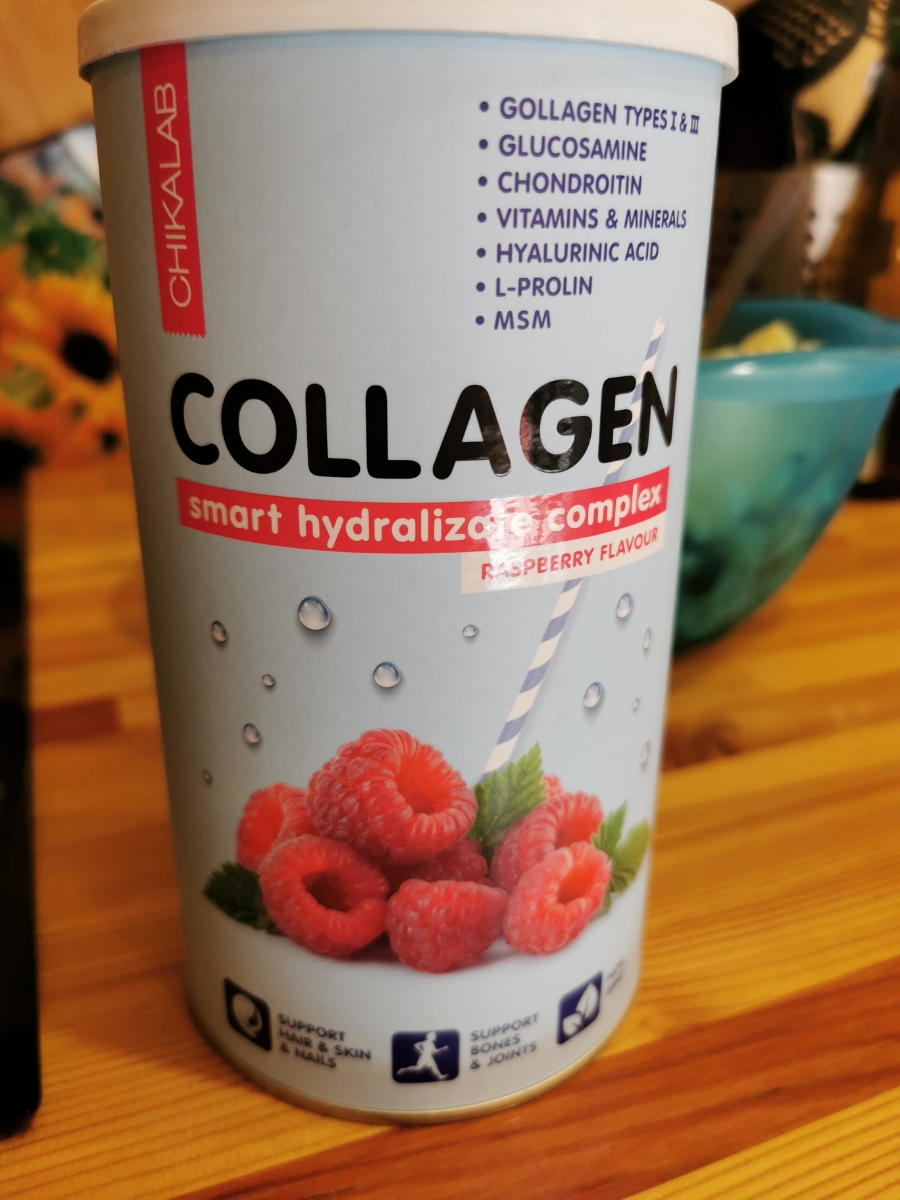 CHIKALAB
• GOLLAGEN TYPES I & III
• GLUCOSAMINE
• CHONDROITIN
• VITAMINS & MINERALS
• HYALURINIC ACID
• L-PROLIN
• MSM
COLLAGEN
smart hydralizate complex
RASPBERRY FLAVOUR
SUPPORT
HAIR & SKIN
& NAILS
SUPPORT
BONES
& JOINTS